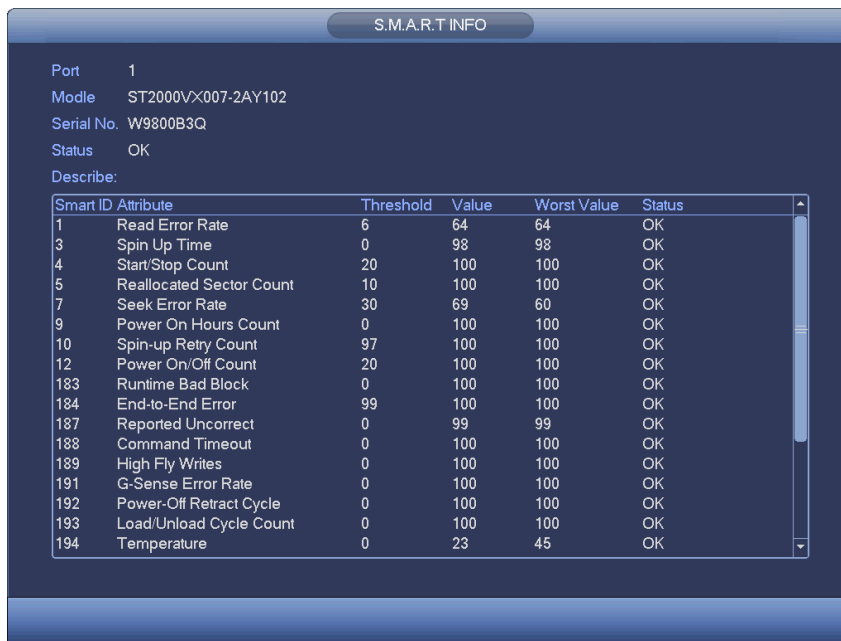 S.M.A.R.T INFO
Port 1
Modle ST2000VX007-2AY102
Serial No. W9800B3Q
Status OK
Describe:
Smart ID Attribute Threshold Value Worst Value Status
1 Read Error Rate 6 64 64 OK
3 Spin Up Time 0 98 98 OK
4 Start/Stop Count 20 100 100 OK
5 Reallocated Sector Count 10 100 100 OK
7 Seek Error Rate 30 69 60 OK
9 Power On Hours Count 0 100 100 OK
10 Spin-up Retry Count 97 100 100 OK
12 Power On/Off Count 20 100 100 OK
183 Runtime Bad Block 0 100 100 OK
184 End-to-End Error 99 100 100 OK
187 Reported Uncorrect 0 99 99 OK
188 Command Timeout 0 100 100 OK
189 High Fly Writes 0 100 100 OK
191 G-Sense Error Rate 0 100 100 OK
192 Power-Off Retract Cycle 0 100 100 OK
193 Load/Unload Cycle Count 0 100 100 OK
194 Temperature 0 23 45 OK